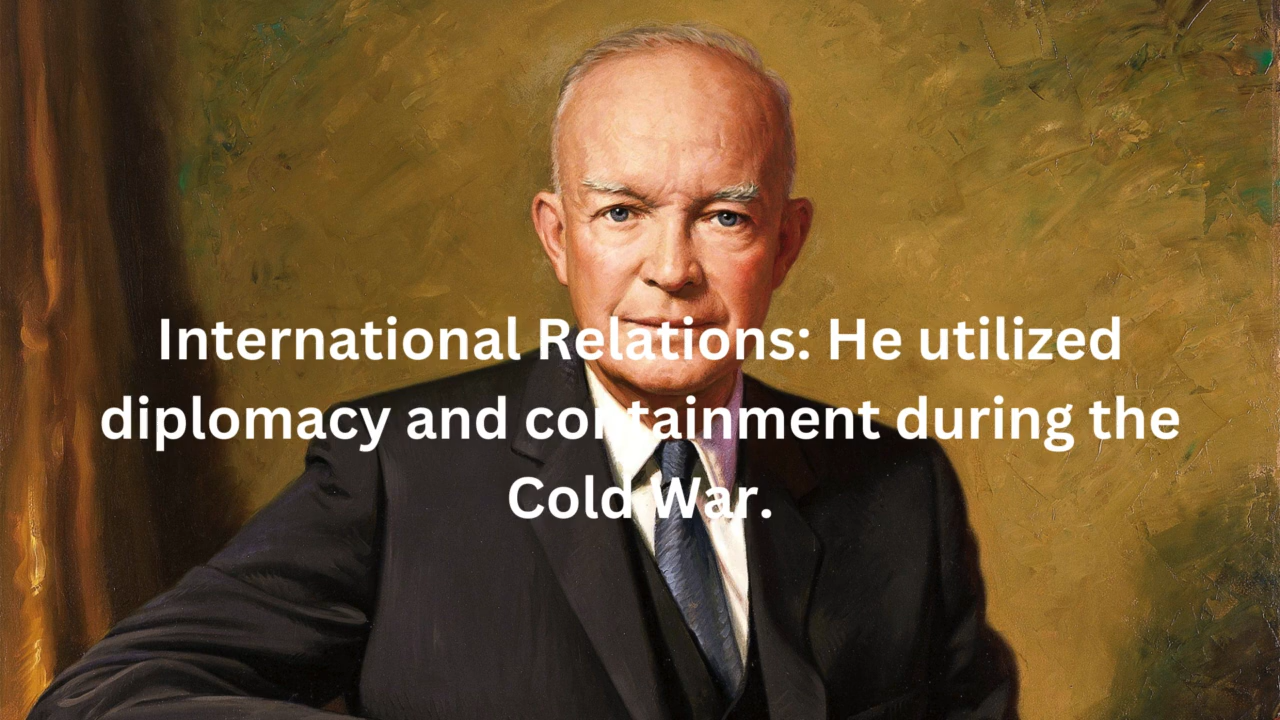 International Relations: He utilized
diplomacy and containment during the
Cold War.